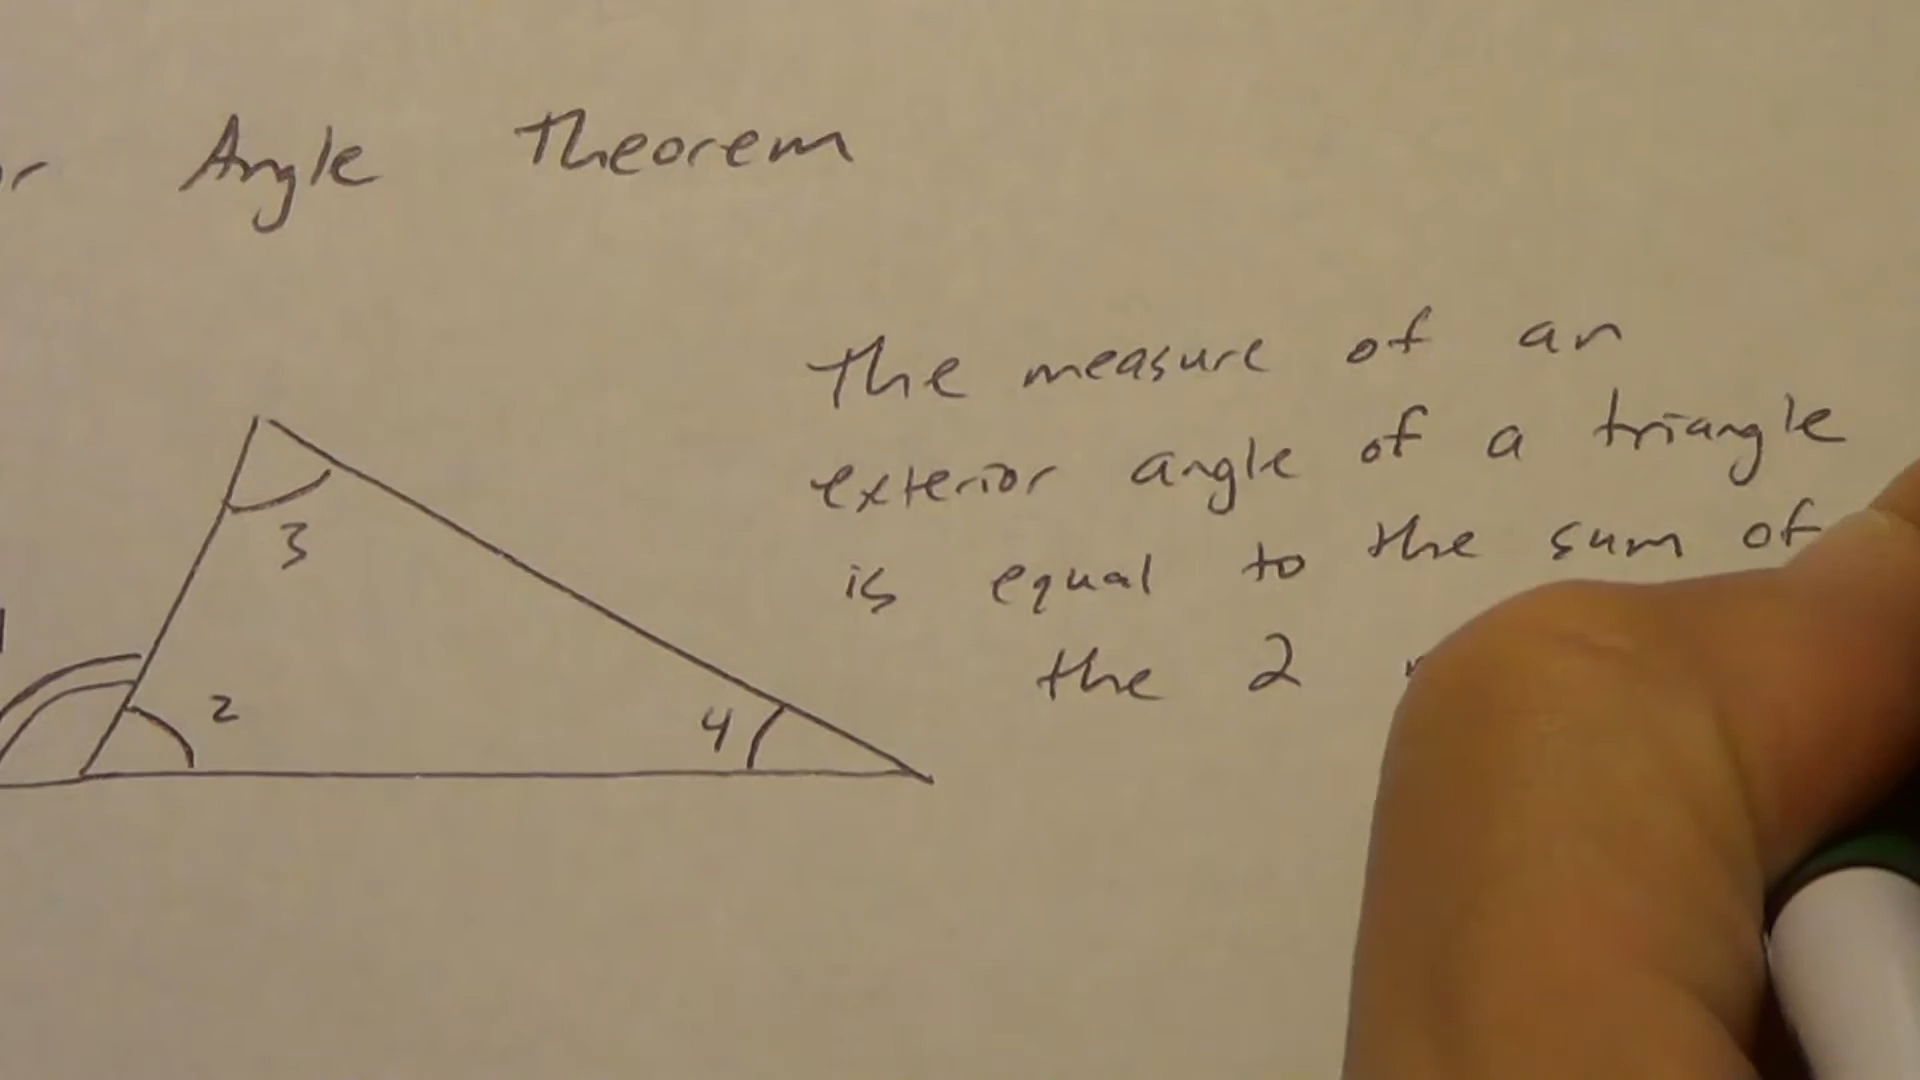 Angle Theorem
The measure of an
exterior angle of a triangle
is equal to the sum of
the 2
3
2
4